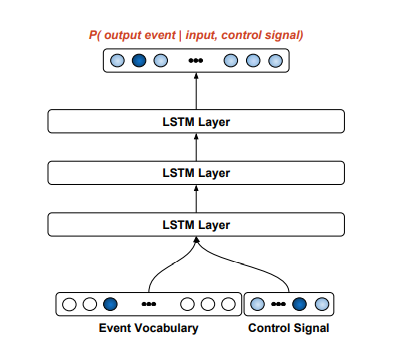 P( output event | input, control signal)
LSTM Layer
LSTM Layer
LSTM Layer
Event Vocabulary
Control Signal